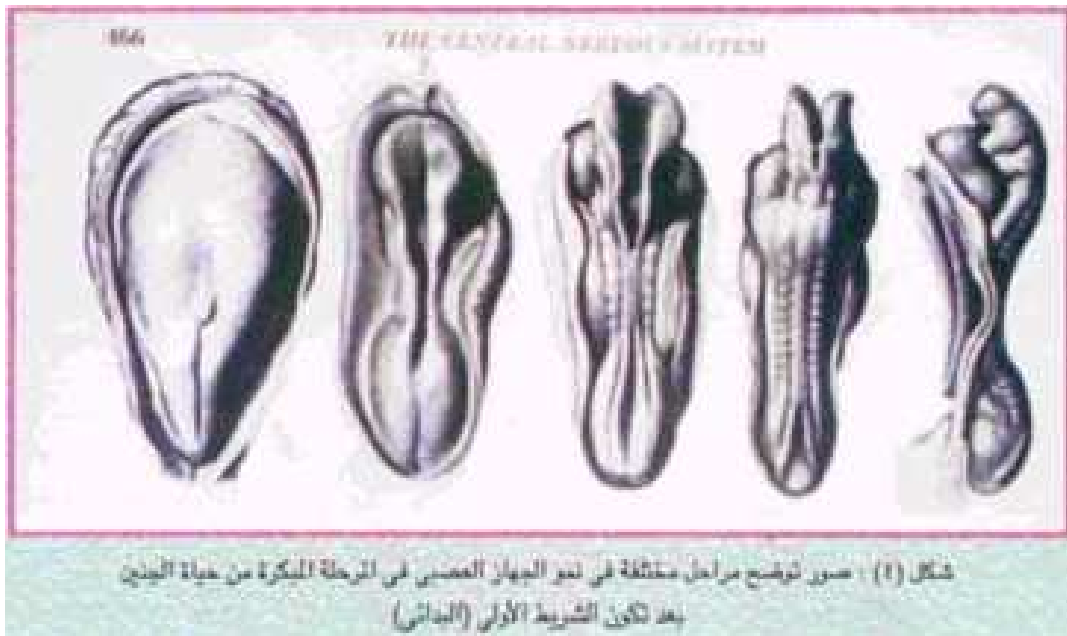 466
THE CENTRAL NERVOUS SYSTEM
شكل (٤) : صور توضح مراحل مختلفة في نمو الجهاز العصبي في المرحلة المبكرة من حياة الجنين
بعد تكون الشريط الأولي (البدائي)